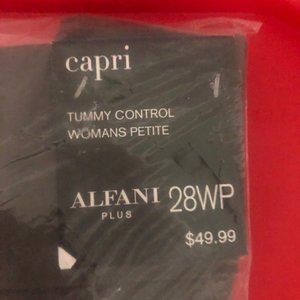 capri
TUMMY CONTROL
WOMANS PETITE
ALFANI 28WP
PLUS
$49.99